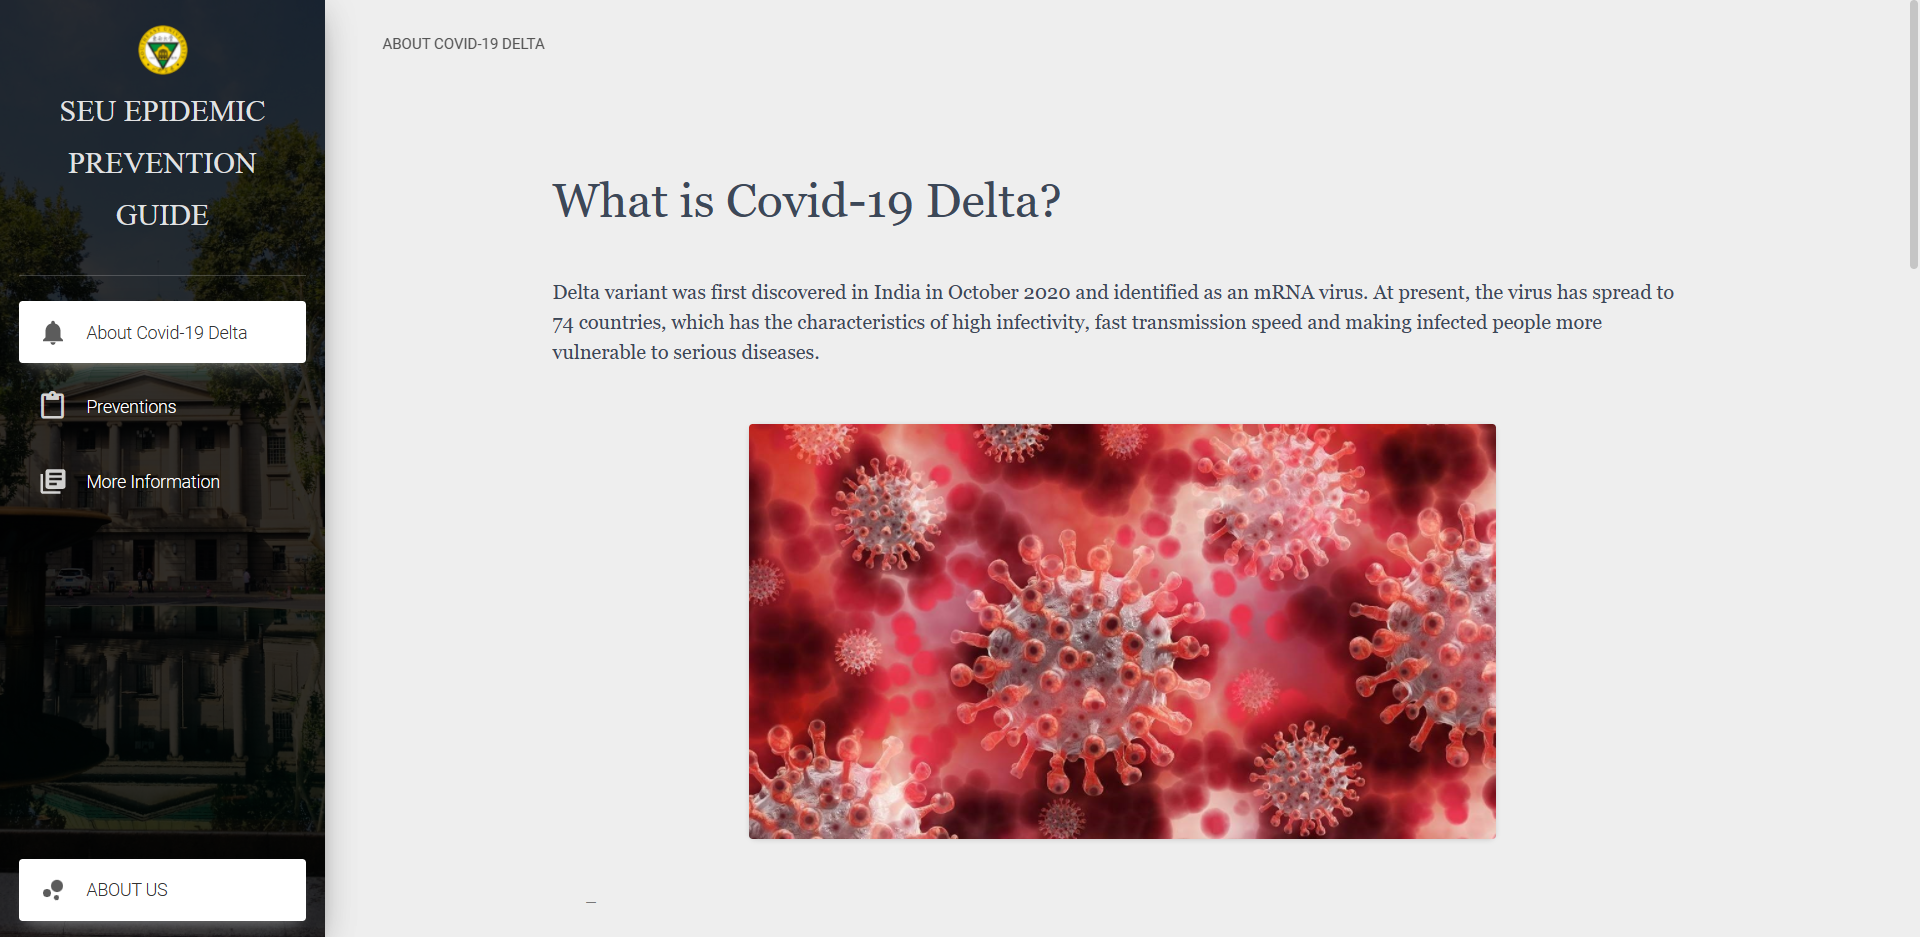 SEU EPIDEMIC
PREVENTION
GUIDE
About Covid-19 Delta
Preventions
More Information
ABOUT US
ABOUT COVID-19 DELTA
What is Covid-19 Delta?
Delta variant was first discovered in India in October 2020 and identified as an mRNA virus. At present, the virus has spread to
74 countries, which has the characteristics of high infectivity, fast transmission speed and making infected people more
vulnerable to serious diseases.